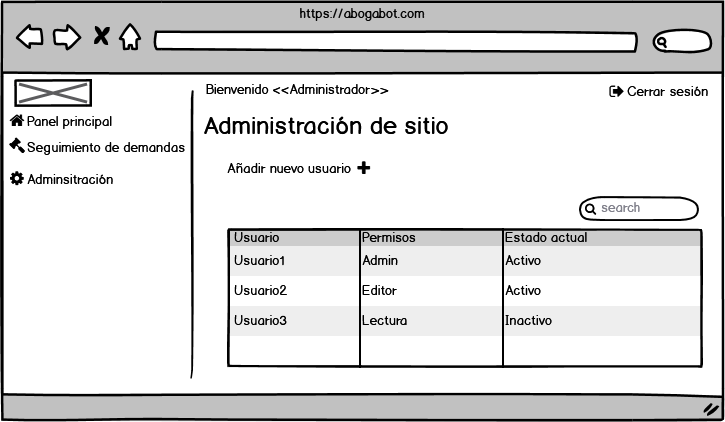 https://abogabot.com
Bienvenido <<Administrador>>
Cerrar sesión
Panel principal
Seguimiento de demandas
Adminsitración
Administración de sitio
Añadir nuevo usuario
search
Usuario Permisos Estado actual
Usuario1 Admin Activo
Usuario2 Editor Activo
Usuario3 Lectura Inactivo